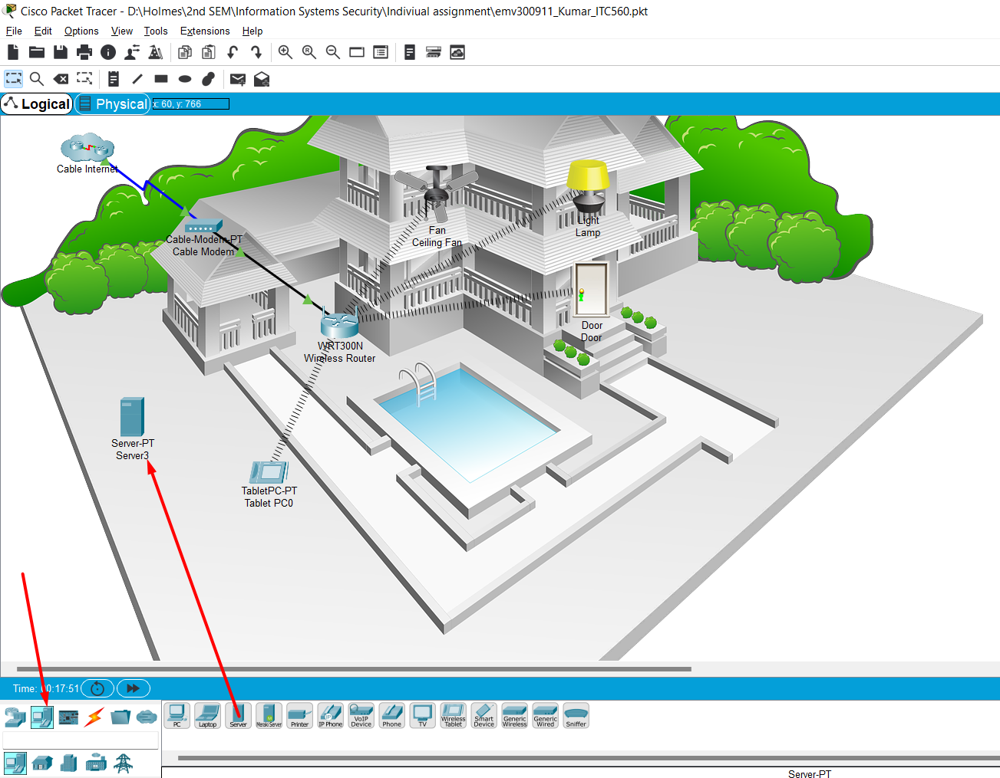 Cisco Packet Tracer - D:\Holmes\2nd SEM\Information Systems Security\Indiviual assignment\emv300911_Kumar_ITC560.pkt
File Edit Options View Tools Extensions Help
Logical Physical x: 60, y: 766
Cable Internet
Cable-Modem-PT
Cable Modem
Fan
Ceiling Fan
Light
Lamp
Door
Door
WRT300N
Wireless Router
Server-PT
Server3
TabletPC-PT
Tablet PC0
Time: 00:17:51
PC Laptop Server Meraki Server Printer IP Phone VoIP Device Phone TV Wireless Tablet Smart Device Generic Wireless Generic Wired Sniffer
Server-PT